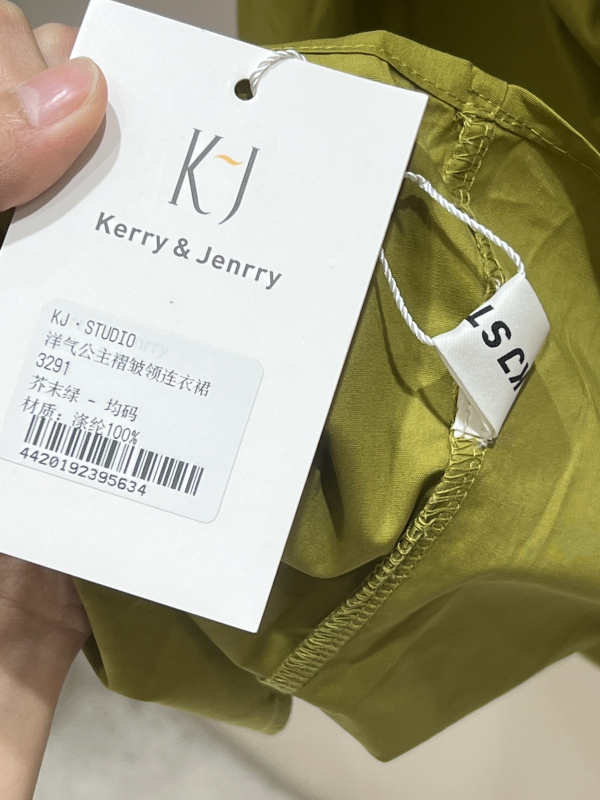 K~J
Kerry & Jenrry
KJ·STUDIO
洋气公主褶皱领连衣裙
3291
芥末绿 - 均码
材质: 涤纶100%
4420192395634
KJ ST